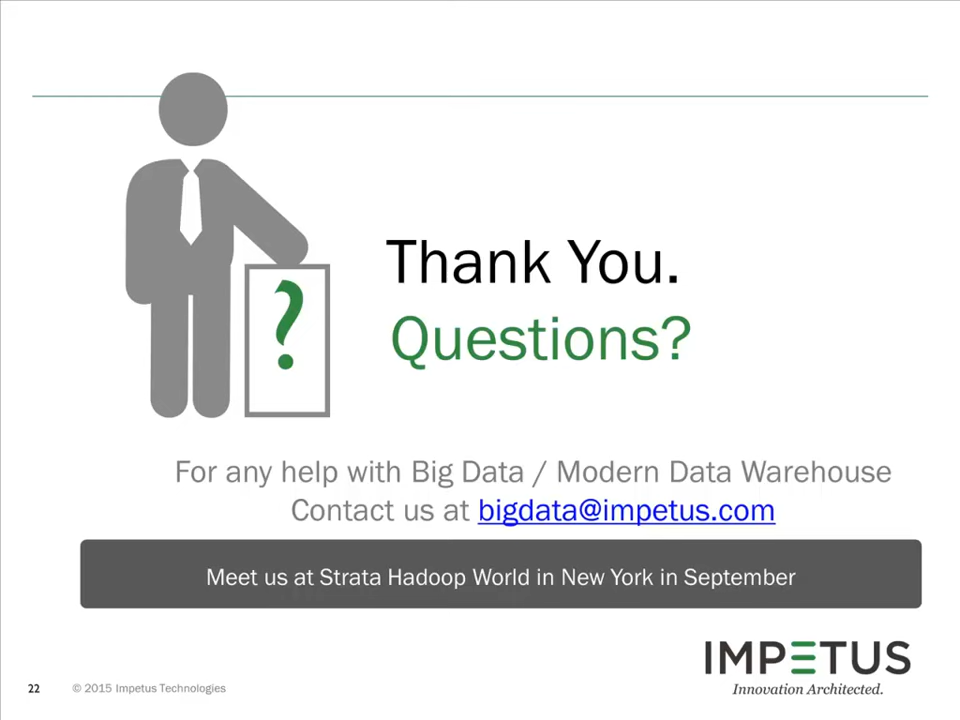 ?
Thank You.
Questions?
For any help with Big Data / Modern Data Warehouse
Contact us at bigdata@impetus.com
Meet us at Strata Hadoop World in New York in September
IMPETUS
Innovation Architected.
22 © 2015 Impetus Technologies